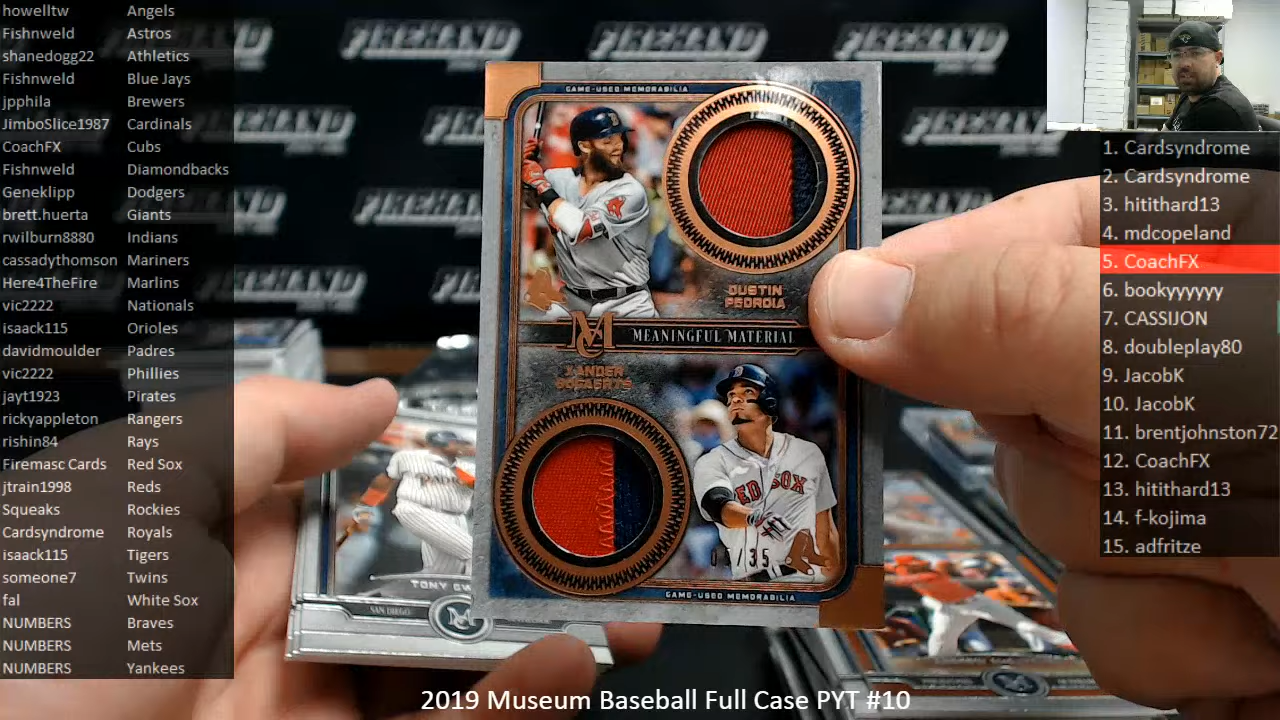 howelltw Angels
Fishnweld Astros
shanedogg22 Athletics
Fishnweld Blue Jays
jpphila Brewers
JimboSlice1987 Cardinals
CoachFX Cubs
Fishnweld Diamondbacks
Geneklipp Dodgers
brett.huerta Giants
rwilburn8880 Indians
cassadythomson Mariners
Here4TheFire Marlins
vic2222 Nationals
isaack115 Orioles
davidmoulder Padres
vic2222 Phillies
jayt1923 Pirates
rickyappleton Rangers
rishin84 Rays
Firemasc Cards Red Sox
jtrain1998 Reds
Squeaks Rockies
Cardsyndrome Royals
isaack115 Tigers
someone7 Twins
fal White Sox
NUMBERS Braves
NUMBERS Mets
NUMBERS Yankees
FIREHAND FIREHAND FIREHAND
GAME-USED MEMORABILIA
DUSTIN
PEDROIA
M
MEANINGFUL MATERIAL
XANDER
BOGAERTS
RED SOX
/35
GAME-USED MEMORABILIA
TONY GW
SAN DIEGO
1. Cardsyndrome
2. Cardsyndrome
3. hitithard13
4. mdcopeland
5. CoachFX
6. bookyyyyyy
7. CASSIJON
8. doubleplay80
9. JacobK
10. JacobK
11. brentjohnston72
12. CoachFX
13. hitithard13
14. f-kojima
15. adfritze
2019 Museum Baseball Full Case PYT #10